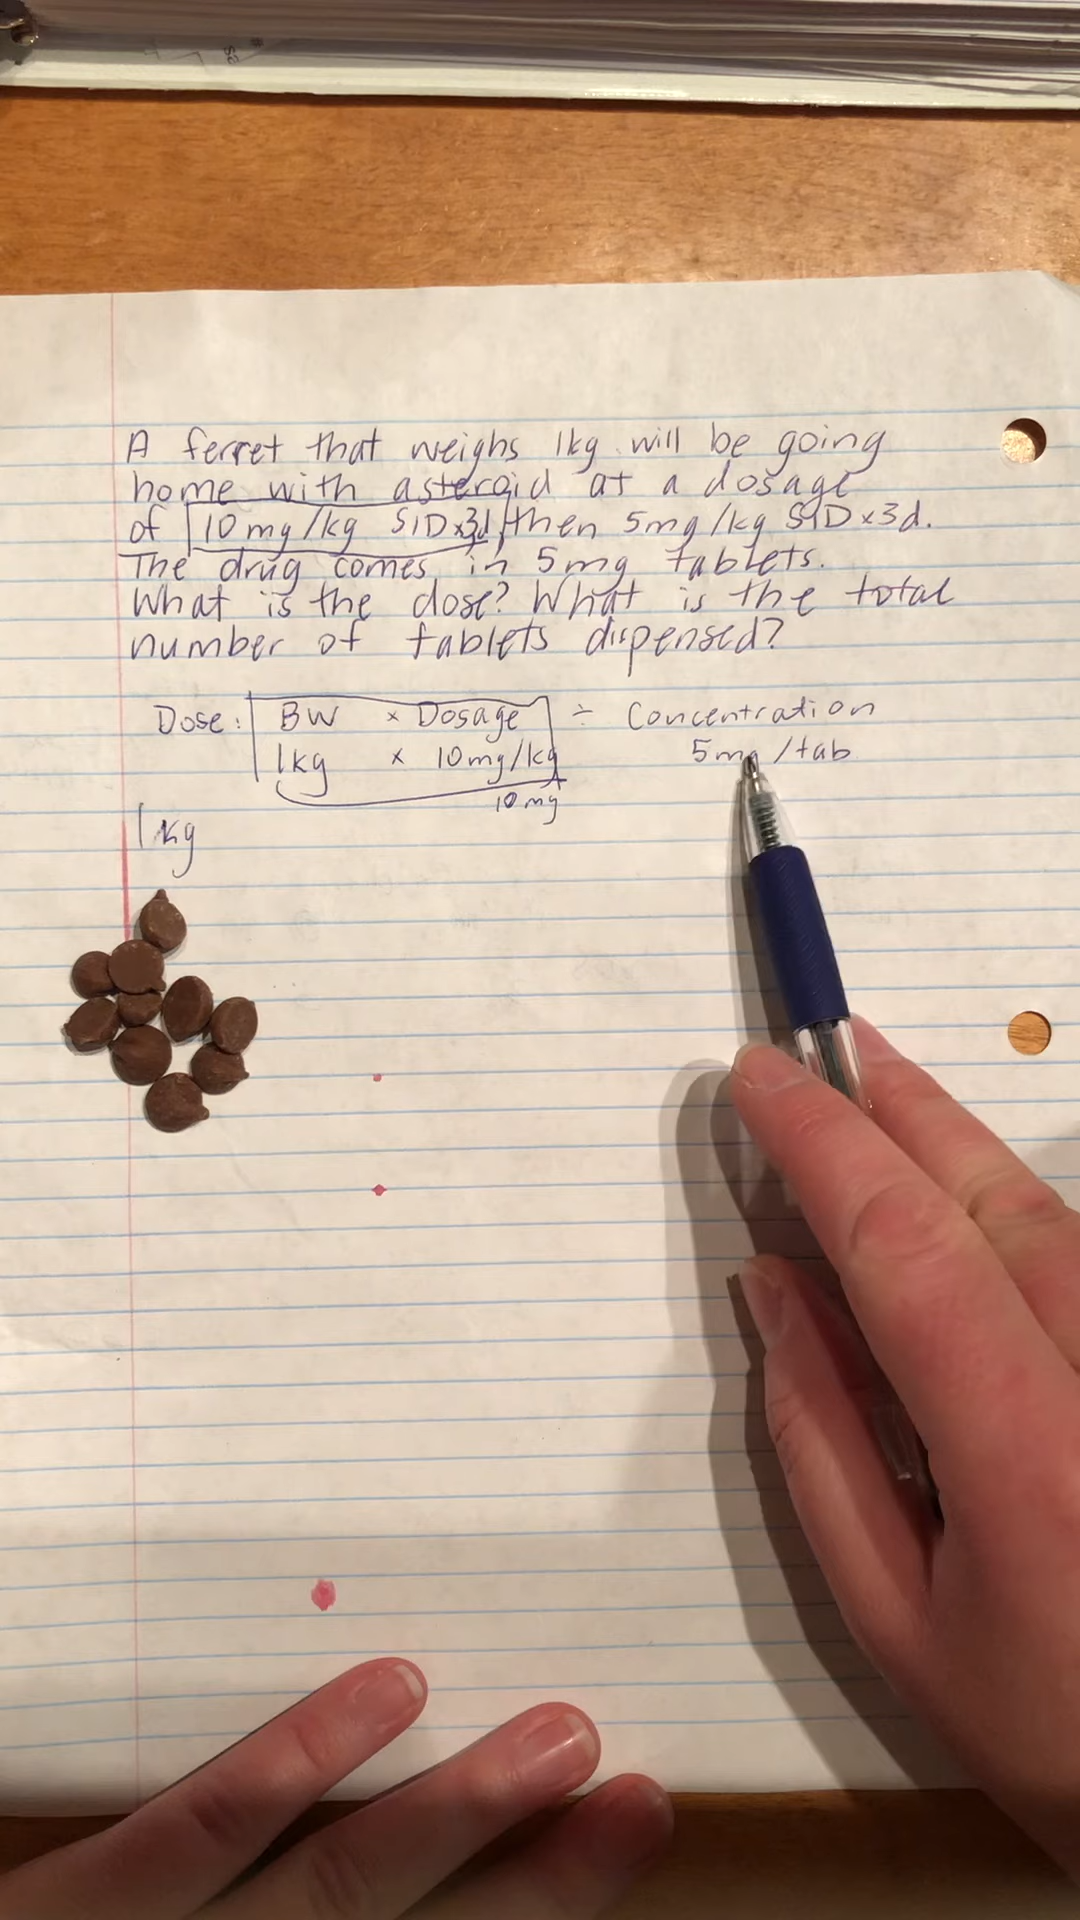 A ferret that weighs 1kg will be going
home with asteroid at a dosage
of 10mg/kg SID x3d then 5mg/kg SID x3d.
The drug comes in 5mg tablets.
What is the dose? What is the total
number of tablets dispensed?
Dose: BW x Dosage ÷ Concentration
1kg x 10mg/kg 5mg/tab
10mg
1kg